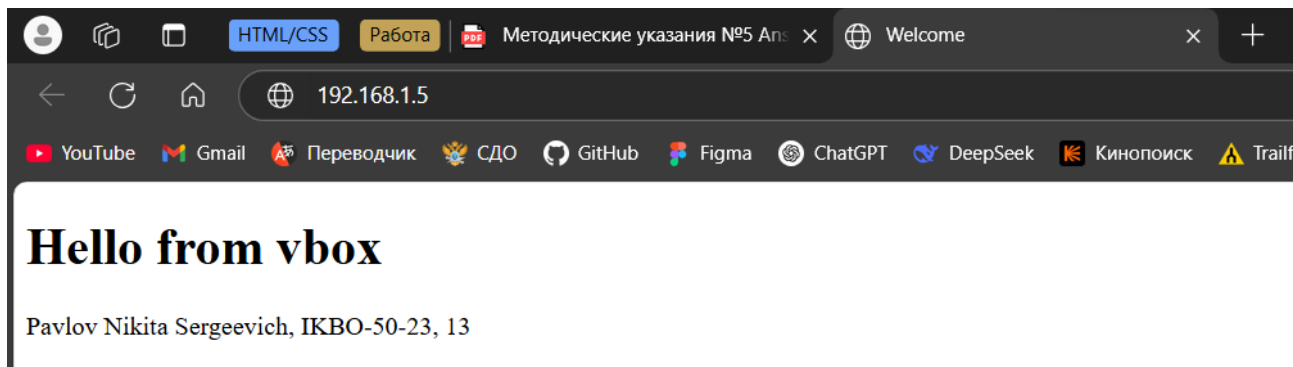 HTML/CSS Работа PDF Методические указания №5 Ans Welcome
192.168.1.5
YouTube Gmail Переводчик СДО GitHub Figma ChatGPT DeepSeek Кинопоиск Trailf
Hello from vbox
Pavlov Nikita Sergeevich, IKBO-50-23, 13